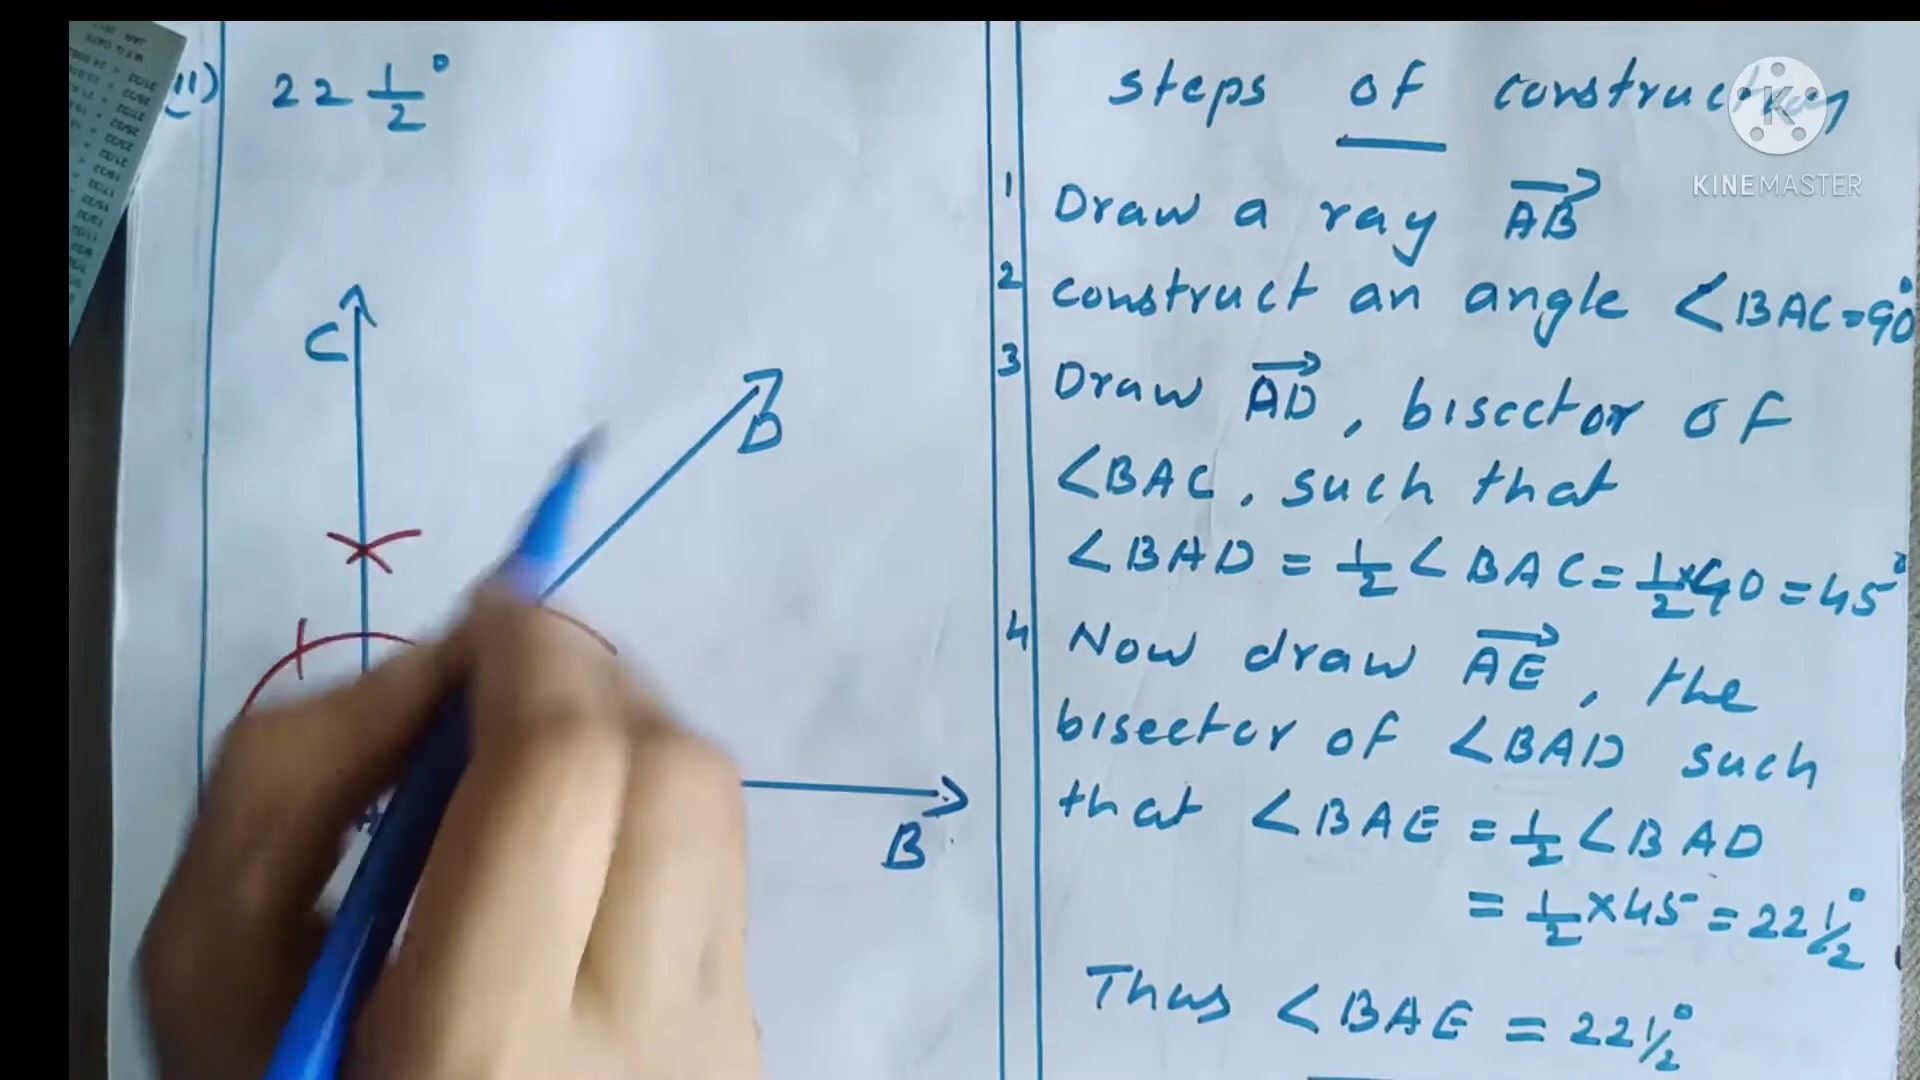 (ii) 22 1/2°
C
D
B
steps of construction
KINEMASTER
1 Draw a ray AB
2 construct an angle ∠BAC=90°
3 Draw AD, bisector of
∠BAC, such that
∠BAD = 1/2 ∠BAC = 1/2×90 = 45°
4 Now draw AE, the
bisector of ∠BAD such
that ∠BAE = 1/2 ∠BAD
= 1/2 ×45 = 22 1/2°
Thus ∠BAE = 22 1/2°